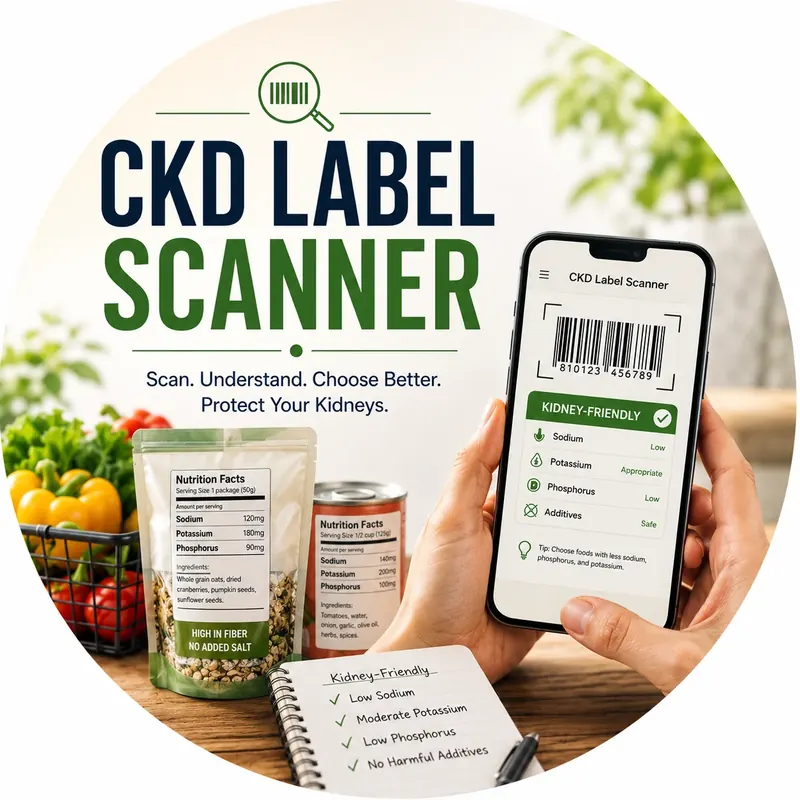 CKD LABEL
SCANNER
Scan. Understand. Choose Better.
Protect Your Kidneys.
Nutrition Facts
Serving Size 1 package (50g)
Amount per serving
Sodium 120mg
Potassium 180mg
Phosphorus 90mg
Ingredients:
Whole grain oats, dried
cranberries, pumpkin seeds,
sunflower seeds.
HIGH IN FIBER
NO ADDED SALT
Nutrition Facts
Serving Size 1/2 cup (125g)
Amount per serving
Sodium 140mg
Potassium 200mg
Phosphorus 100mg
Ingredients:
Tomatoes, water,
onion, garlic, olive oil,
herbs, spices.
Kidney-Friendly
✓ Low Sodium
✓ Moderate Potassium
✓ Low Phosphorus
✓ No Harmful Additives
CKD Label Scanner
810123 456789
KIDNEY-FRIENDLY
Sodium Low
Potassium Appropriate
P Phosphorus Low
Additives Safe
Tip: Choose foods with less sodium,
phosphorus, and potassium.